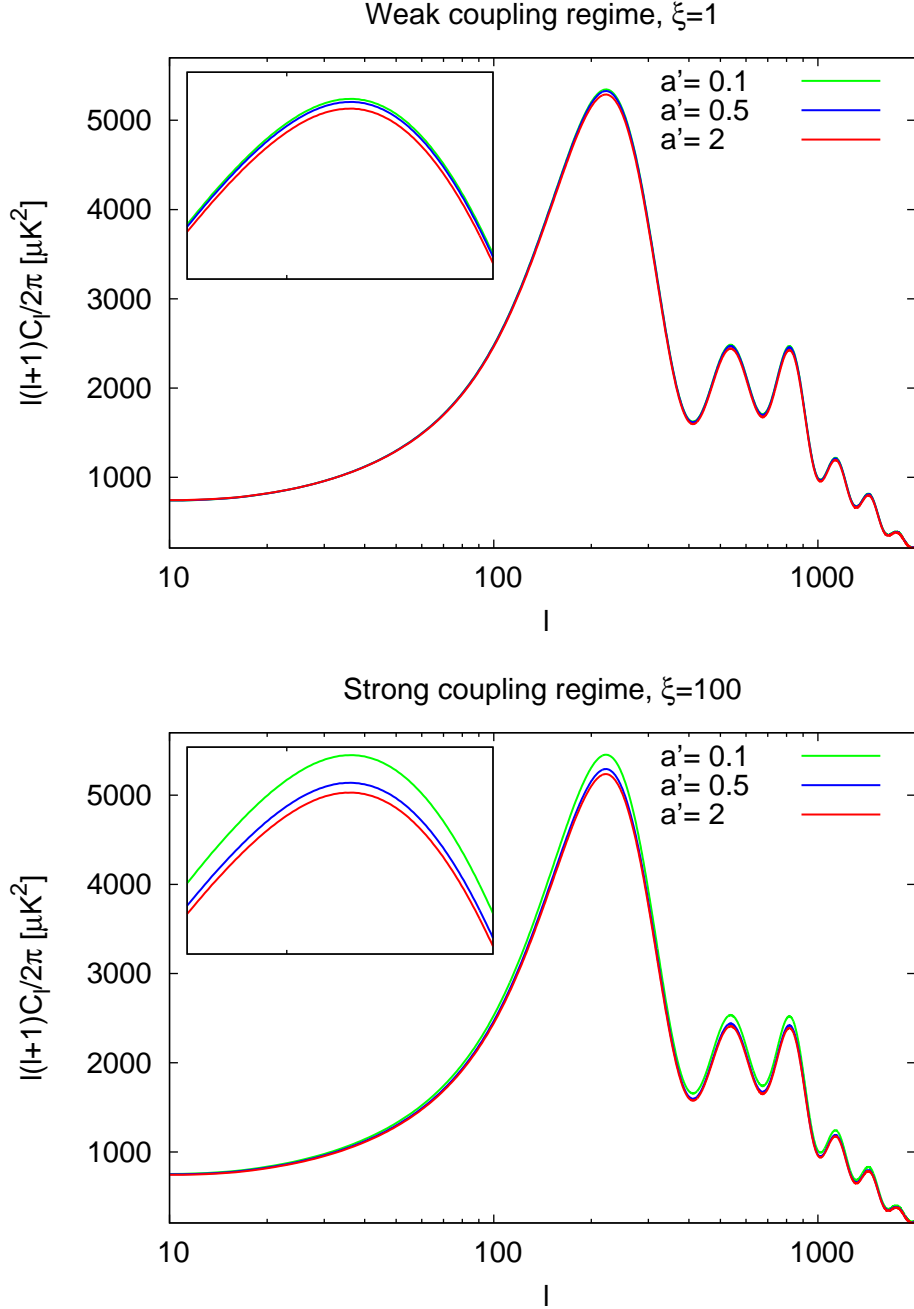 Weak coupling regime, ξ=1
a'= 0.1
a'= 0.5
a'= 2
5000
4000
3000
2000
1000
l(l+1)C_l/2π [μK²]
10 100 1000
l
Strong coupling regime, ξ=100
a'= 0.1
a'= 0.5
a'= 2
5000
4000
3000
2000
1000
l(l+1)C_l/2π [μK²]
10 100 1000
l